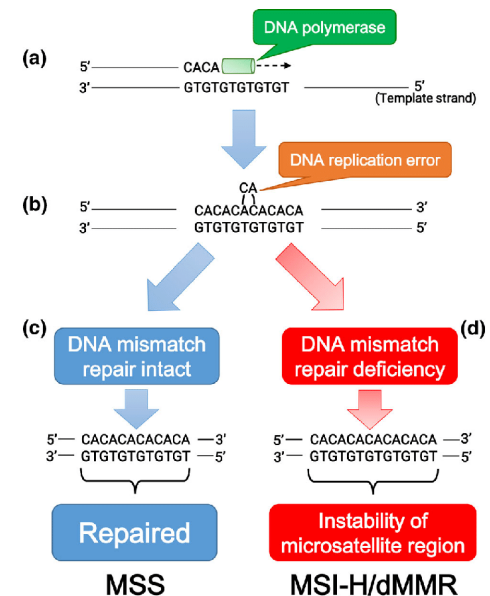 (a)
DNA polymerase
5′ CACA
3′ GTGTGTGTGTGT 5′
(Template strand)
DNA replication error
CA
(b)
5′ CACACACACACA 3′
3′ GTGTGTGTGTGT 5′
(c)
DNA mismatch
repair intact
5′ CACACACACACA 3′
3′ GTGTGTGTGTGT 5′
Repaired
MSS
(d)
DNA mismatch
repair deficiency
5′ CACACACACACACA 3′
3′ GTGTGTGTGTGTGT 5′
Instability of
microsatellite region
MSI-H/dMMR